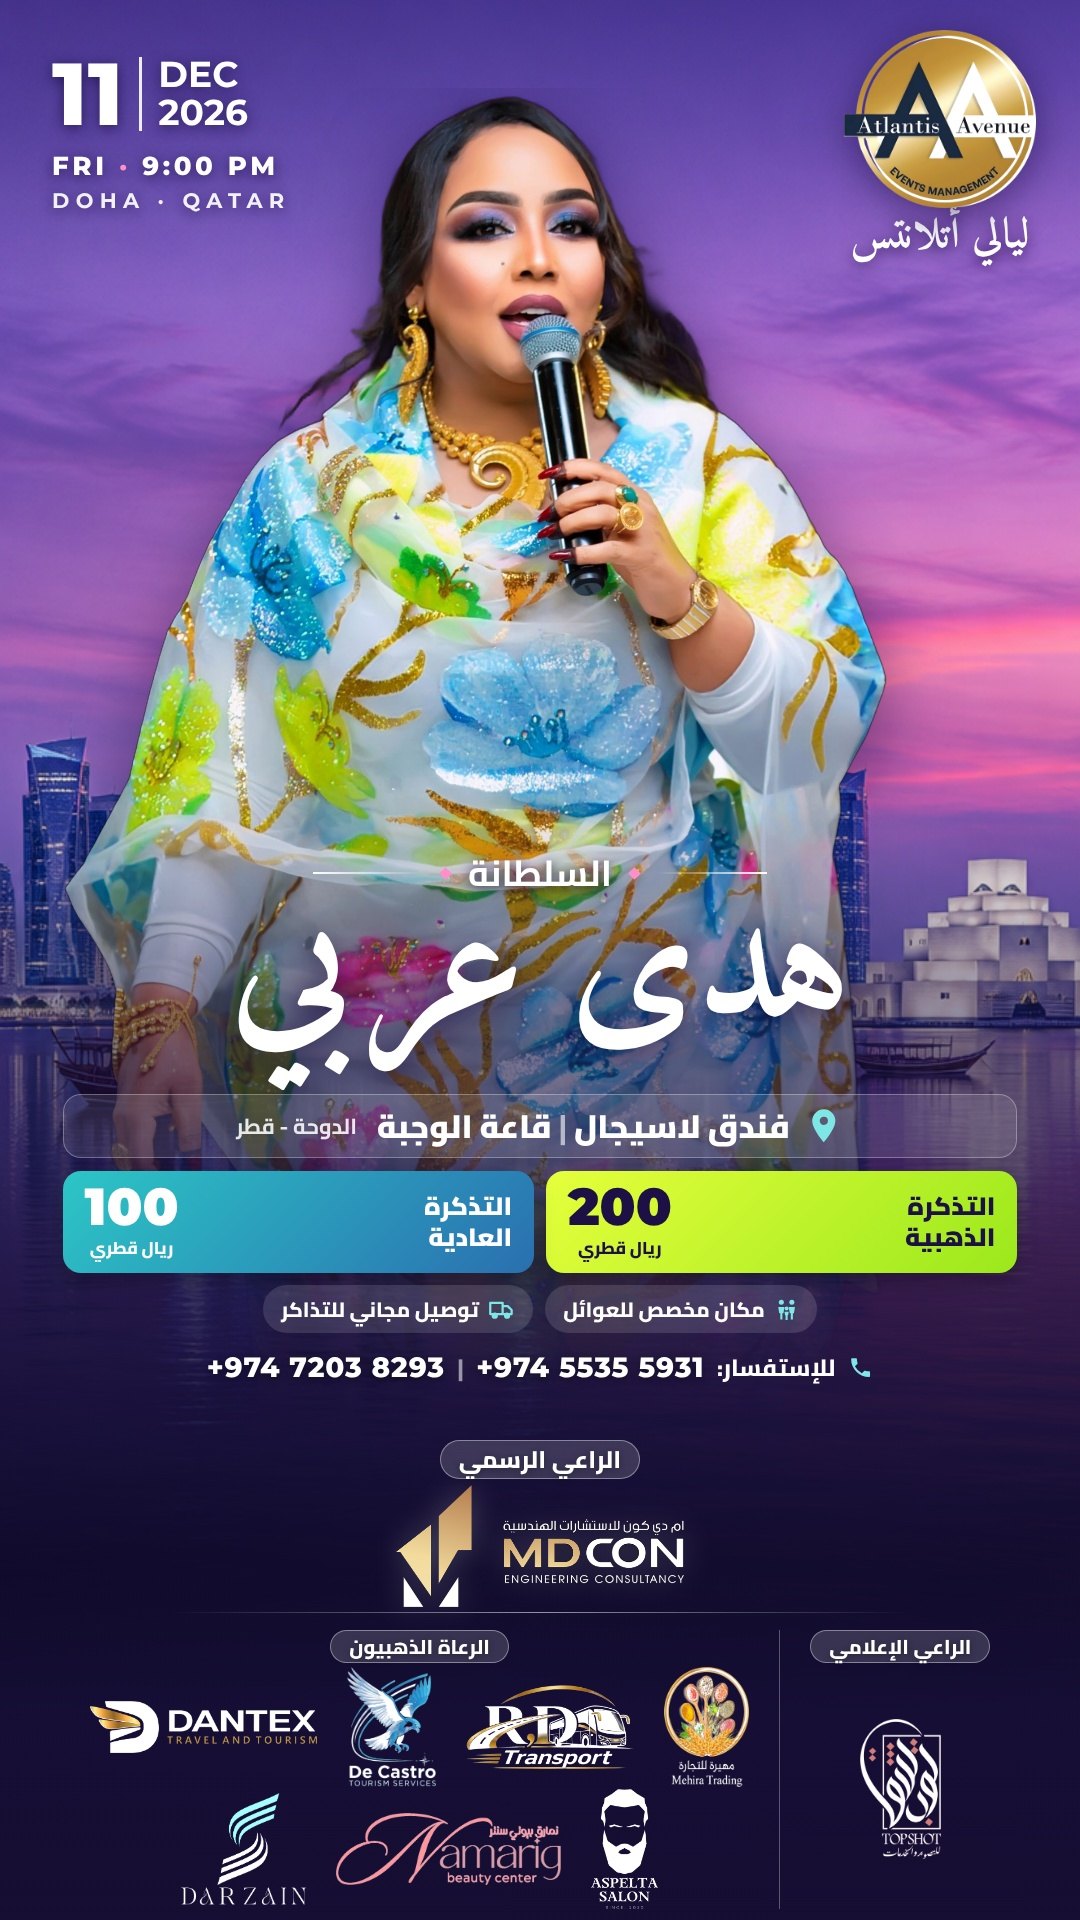 11
DEC
2026
FRI · 9:00 PM
DOHA · QATAR
Atlantis Avenue
EVENTS MANAGEMENT
ليالي أتلانتس
السلطانة
هدى عربي
فندق لاسيجال | قاعة الوجبة الدوحة - قطر
التذكرة الذهبية
200
ريال قطري
التذكرة العادية
100
ريال قطري
مكان مخصص للعوائل
توصيل مجاني للتذاكر
للإستفسار: +974 5535 5931 | +974 7203 8293
الراعي الرسمي
ام دي كون للاستشارات الهندسية
MDCON
ENGINEERING CONSULTANCY
الراعي الإعلامي
TOPSHOT
الرعاة الذهبيون
DANTEX
TRAVEL AND TOURISM
De Castro
TOURISM SERVICES
R.D
Transport
مهيرة للتجارة
Mehira Trading
DAR ZAIN
نمارق بيوتي سنتر
Namarig
beauty center
ASPELTA
SALON